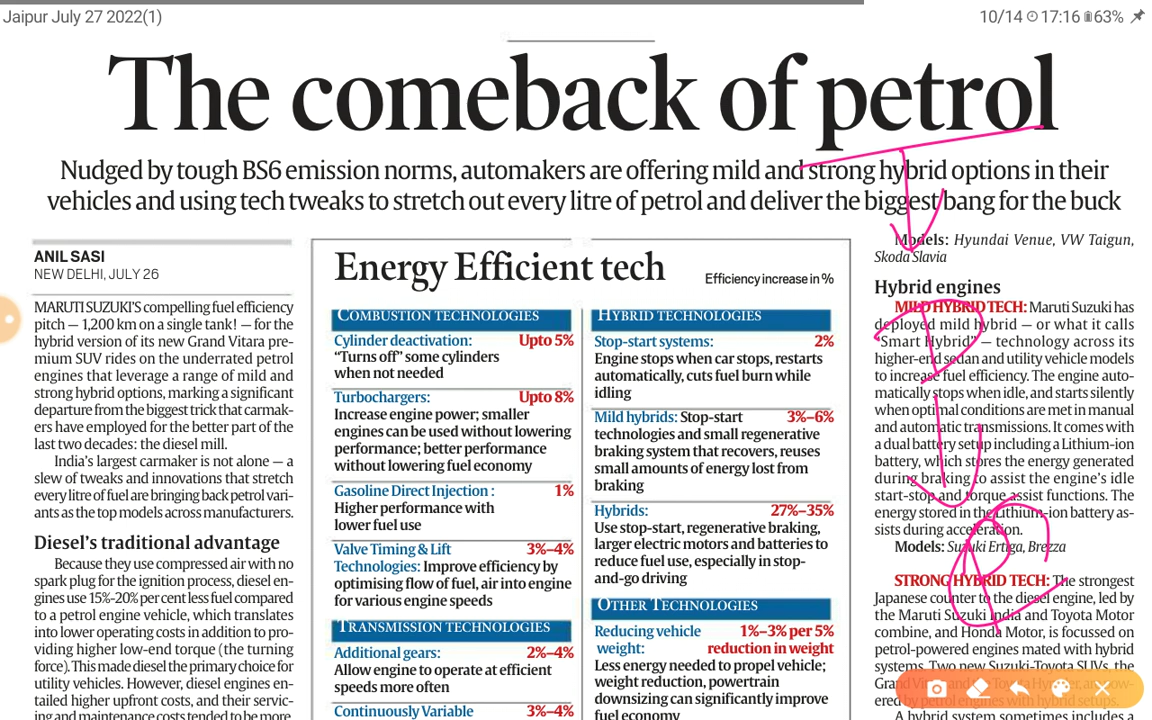 Jaipur July 27 2022(1)
10/14 17:16 63%
The comeback of petrol
Nudged by tough BS6 emission norms, automakers are offering mild and strong hybrid options in their
vehicles and using tech tweaks to stretch out every litre of petrol and deliver the biggest bang for the buck
ANIL SASI
NEW DELHI, JULY 26
MARUTI SUZUKI'S compelling fuel efficiency
pitch — 1,200 km on a single tank! — for the
hybrid version of its new Grand Vitara pre-
mium SUV rides on the underrated petrol
engines that leverage a range of mild and
strong hybrid options, marking a significant
departure from the biggest trick that carmak-
ers have employed for the better part of the
last two decades: the diesel mill.
India's largest carmaker is not alone — a
slew of tweaks and innovations that stretch
every litre of fuel are bringing back petrol vari-
ants as the top models across manufacturers.
Diesel's traditional advantage
Because they use compressed air with no
spark plug for the ignition process, diesel en-
gines use 15%-20% per cent less fuel compared
to a petrol engine vehicle, which translates
into lower operating costs in addition to pro-
viding higher low-end torque (the turning
force). This made diesel the primary choice for
utility vehicles. However, diesel engines en-
tailed higher upfront costs, and their servic-
ing and maintenance costs tended to be more
Energy Efficient tech
Efficiency increase in %
COMBUSTION TECHNOLOGIES
Cylinder deactivation: Upto 5%
“Turns off” some cylinders
when not needed
Turbochargers: Upto 8%
Increase engine power; smaller
engines can be used without lowering
performance; better performance
without lowering fuel economy
Gasoline Direct Injection : 1%
Higher performance with
lower fuel use
Valve Timing & Lift 3%–4%
Technologies: Improve efficiency by
optimising flow of fuel, air into engine
for various engine speeds
TRANSMISSION TECHNOLOGIES
Additional gears: 2%–4%
Allow engine to operate at efficient
speeds more often
Continuously Variable 3%–4%
HYBRID TECHNOLOGIES
Stop-start systems: 2%
Engine stops when car stops, restarts
automatically, cuts fuel burn while
idling
Mild hybrids: Stop-start 3%–6%
technologies and small regenerative
braking system that recovers, reuses
small amounts of energy lost from
braking
Hybrids: 27%–35%
Use stop-start, regenerative braking,
larger electric motors and batteries to
reduce fuel use, especially in stop-
and-go driving
OTHER TECHNOLOGIES
Reducing vehicle 1%–3% per 5%
weight: reduction in weight
Less energy needed to propel vehicle;
weight reduction, powertrain
downsizing can significantly improve
fuel economy
Models: Hyundai Venue, VW Taigun,
Skoda Slavia
Hybrid engines
MILD HYBRID TECH: Maruti Suzuki has
deployed mild hybrid — or what it calls
“Smart Hybrid” — technology across its
higher-end sedan and utility vehicle models
to increase fuel efficiency. The engine auto-
matically stops when idle, and starts silently
when optimal conditions are met in manual
and automatic transmissions. It comes with
a dual battery setup including a Lithium-ion
battery, which stores the energy generated
during braking to assist the engine's idle
start-stop and torque assist functions. The
energy stored in the Lithium-ion battery as-
sists during acceleration.
Models: Suzuki Ertiga, Brezza
STRONG HYBRID TECH: The strongest
Japanese counter to the diesel engine, led by
the Maruti Suzuki India and Toyota Motor
combine, and Honda Motor, is focussed on
petrol-powered engines mated with hybrid
systems. Two new Suzuki-Toyota SUVs, the
Grand
A hybrid system sometimes includes a